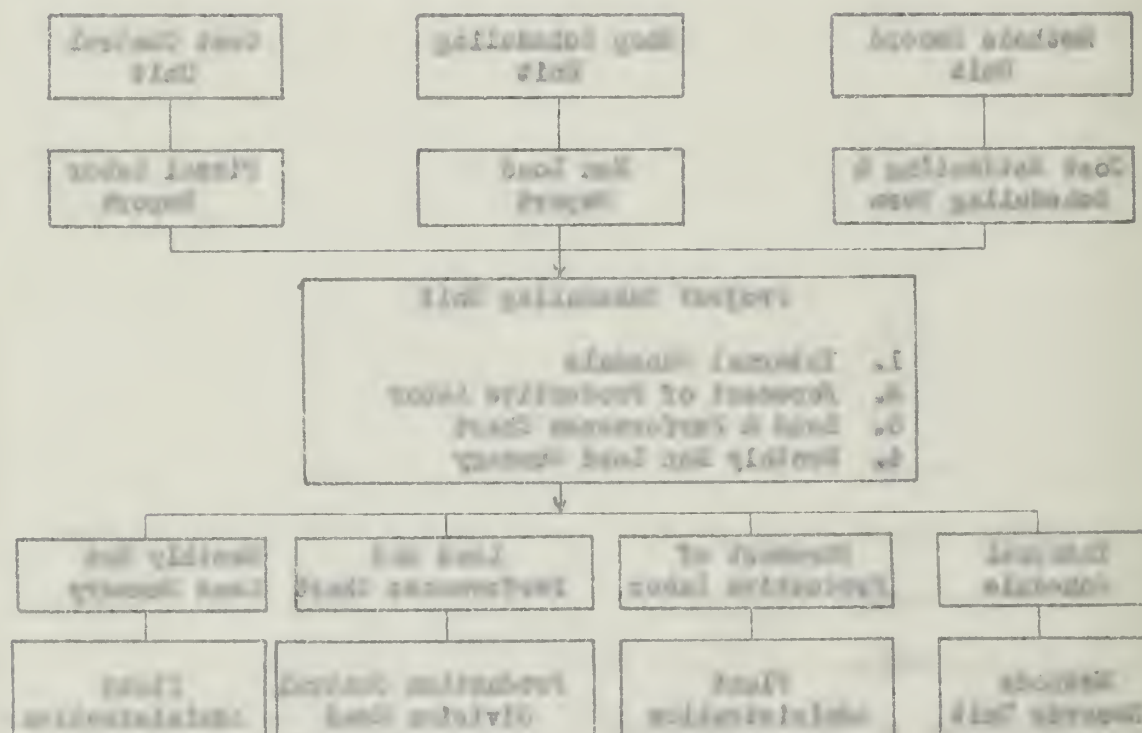 Methods Record
Unit
Shop Scheduling
Unit
Cost Control
Unit
Cost Estimating &
Scheduling Form
Man Load
Report
Fiscal Labor
Report
Project Scheduling Unit
1. Internal Schedule
2. Forecast of Productive Labor
3. Load & Performance Chart
4. Monthly Man Load Summary
Internal
Schedule
Forecast of
Productive Labor
Load and
Performance Chart
Monthly Man
Load Summary
Methods
Records Unit
Plant
Administration
Production Control
Division Head
Plant
Administration